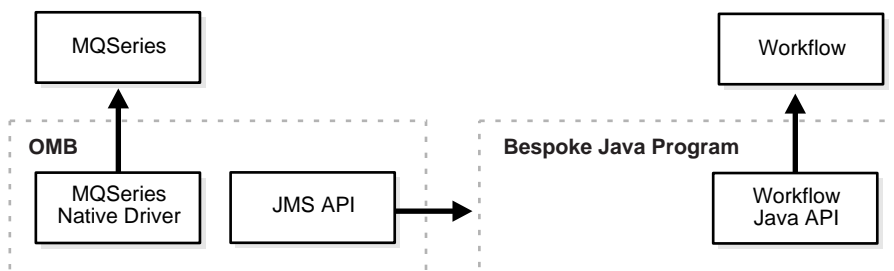 MQSeries
Workflow
OMB
Bespoke Java Program
MQSeries
Native Driver
JMS API
Workflow
Java API